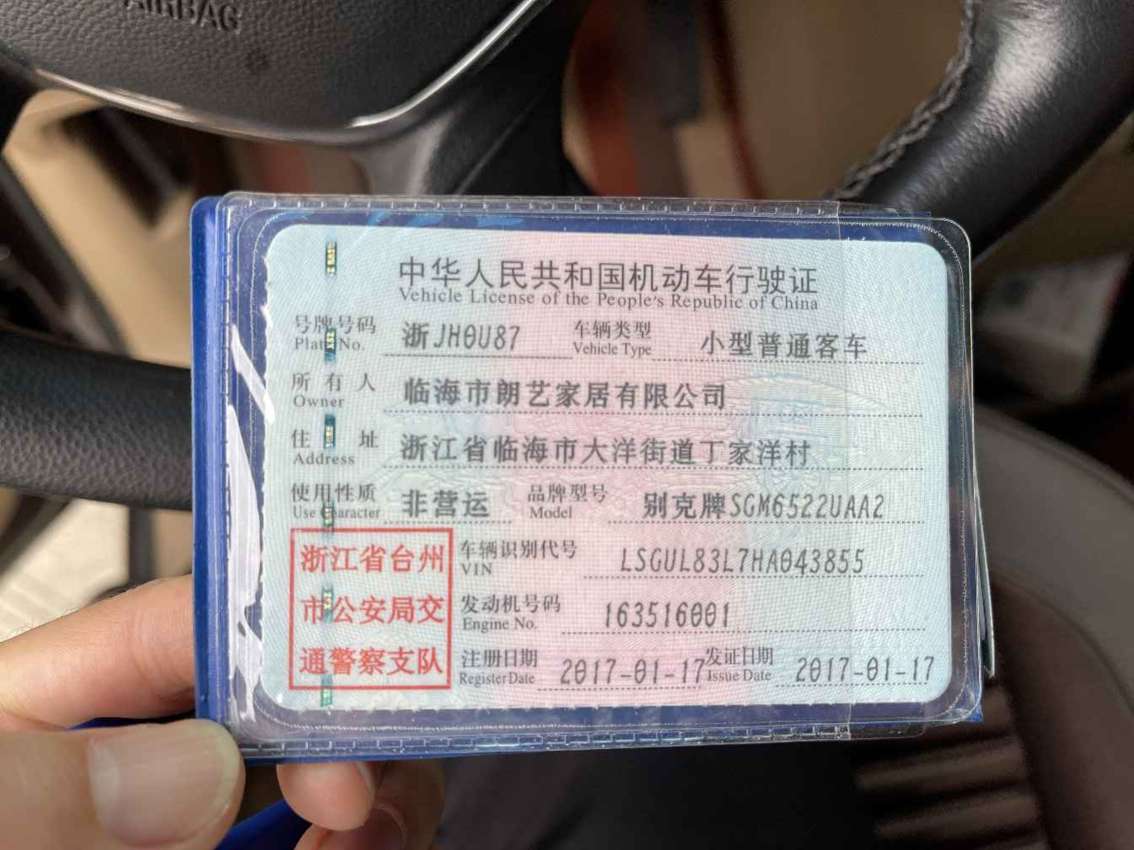 AIRBAG
中华人民共和国机动车行驶证
Vehicle License of the People's Republic of China
号牌号码 浙JH0U87 车辆类型 小型普通客车
Plate No. Vehicle Type
所有人 临海市朗艺家居有限公司
Owner
住址 浙江省临海市大洋街道丁家洋村
Address
使用性质 非营运 品牌型号 别克牌SGM6522UAA2
Use Character Model
浙江省台州
市公安局交
通警察支队
车辆识别代号 LSGUL83L7HA043855
VIN
发动机号码 163516001
Engine No.
注册日期 2017-01-17 发证日期 2017-01-17
Register Date Issue Date